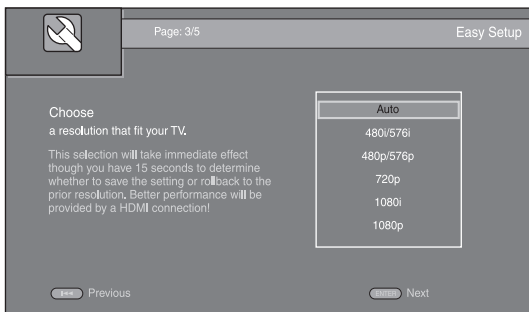 Page: 3/5
Easy Setup
Choose
a resolution that fit your TV.
This selection will take immediate effect
though you have 15 seconds to determine
whether to save the setting or rollback to the
prior resolution. Better performance will be
provided by a HDMI connection!
Auto
480i/576i
480p/576p
720p
1080i
1080p
Previous
ENTER Next